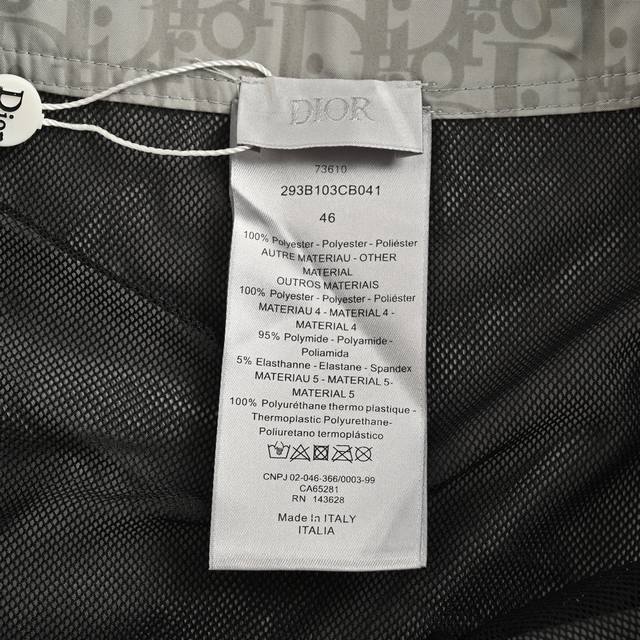 Dior
DIOR
73610
293B103CB041
46
100% Polyester - Polyester - Poliéster
AUTRE MATERIAU - OTHER
MATERIAL
OUTROS MATERIAIS
100% Polyester - Polyester - Poliéster
MATERIAU 4 - MATERIAL 4 -
MATERIAL 4
95% Polymide - Polyamide -
Poliamida
5% Elasthanne - Elastane - Spandex
MATERIAU 5 - MATERIAL 5-
MATERIAL 5
100% Polyuréthane thermo plastique -
Thermoplastic Polyurethane-
Poliuretano termoplástico
CNPJ 02-046-366/0003-99
CA65281
RN 143628
Made In ITALY
ITALIA